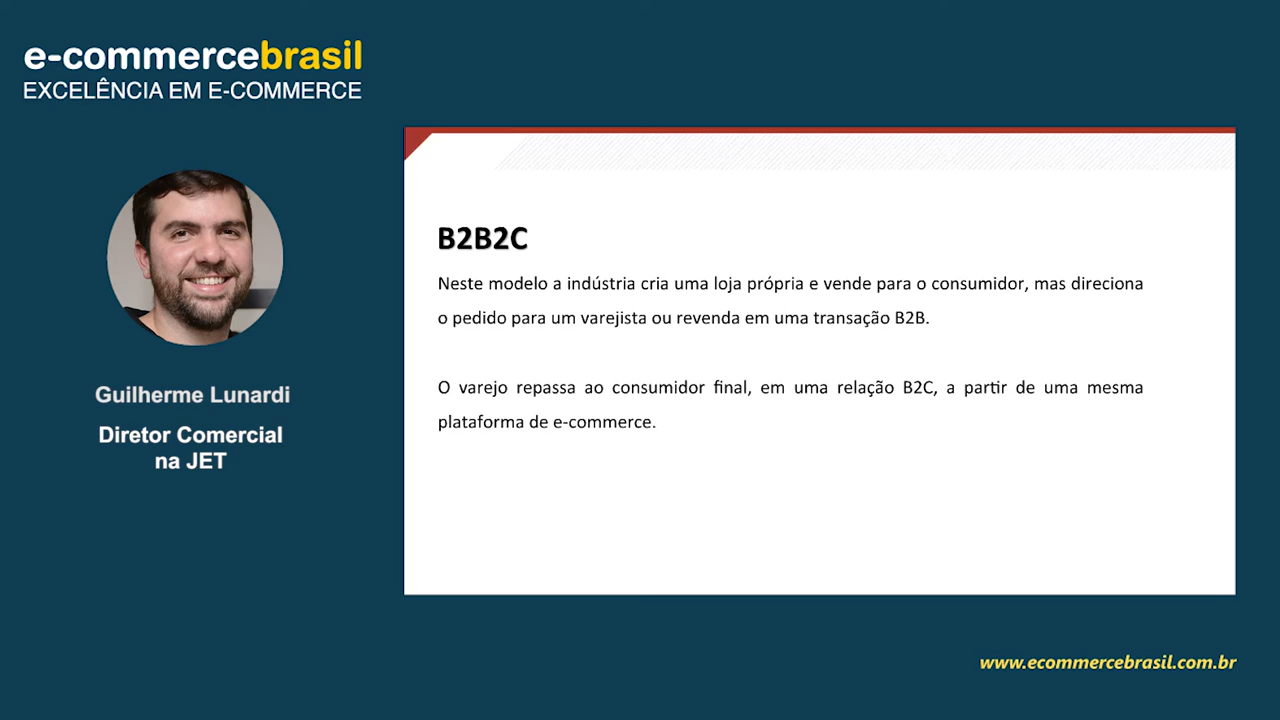 e-commercebrasil
EXCELÊNCIA EM E-COMMERCE
Guilherme Lunardi
Diretor Comercial
na JET
B2B2C
Neste modelo a indústria cria uma loja própria e vende para o consumidor, mas direciona
o pedido para um varejista ou revenda em uma transação B2B.
O varejo repassa ao consumidor final, em uma relação B2C, a partir de uma mesma
plataforma de e-commerce.
www.ecommercebrasil.com.br